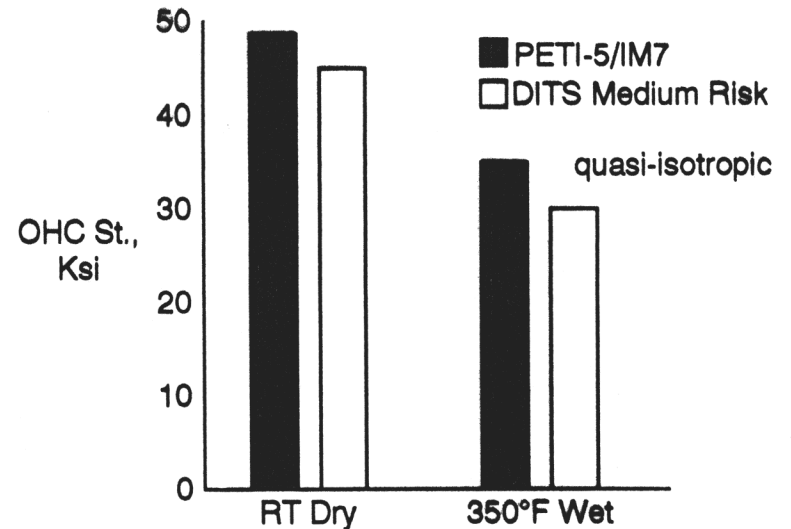 50
PETI-5/IM7
DITS Medium Risk
40
quasi-isotropic
30
OHC St.,
Ksi
20
10
0
RT Dry
350°F Wet